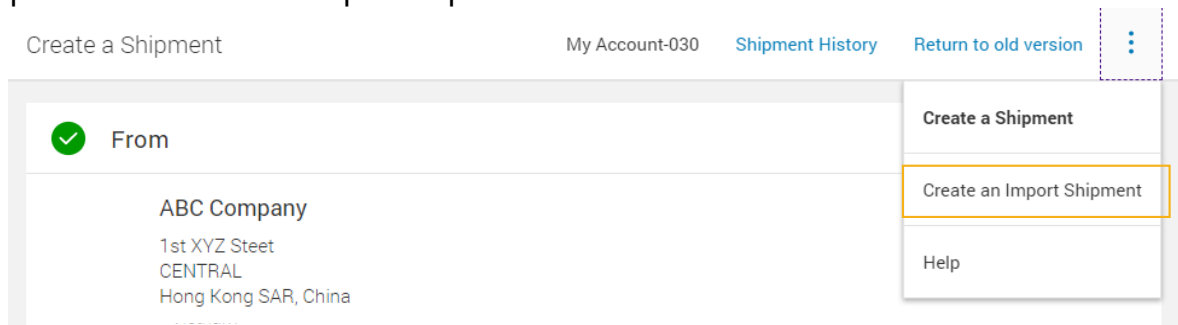 Create a Shipment My Account-030 Shipment History Return to old version
Create a Shipment
From
Create an Import Shipment
ABC Company
1st XYZ Steet
CENTRAL
Help
Hong Kong SAR, China